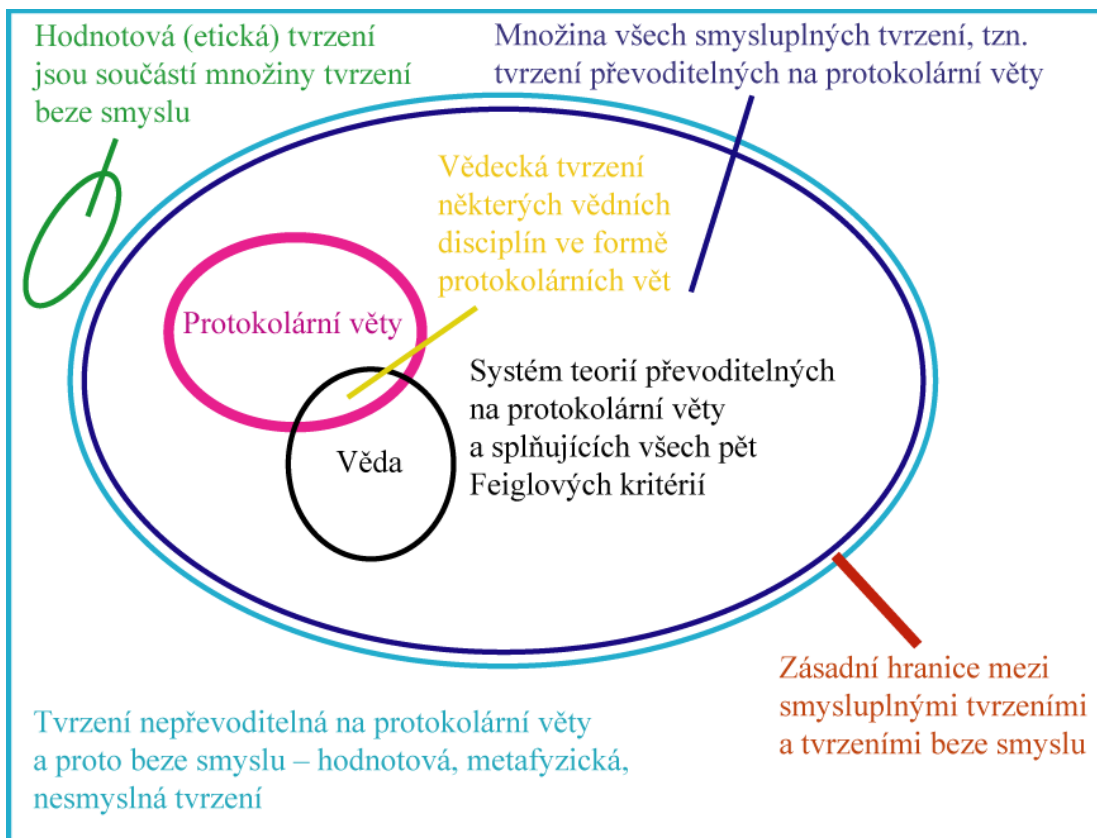 Hodnotová (etická) tvrzení
jsou součástí množiny tvrzení
beze smyslu
Množina všech smysluplných tvrzení, tzn.
tvrzení převoditelných na protokolární věty
Vědecká tvrzení
některých vědních
disciplín ve formě
protokolárních vět
Protokolární věty
Systém teorií převoditelných
na protokolární věty
a splňujících všech pět
Feiglových kritérií
Věda
Zásadní hranice mezi
smysluplnými tvrzeními
a tvrzeními beze smyslu
Tvrzení nepřevoditelná na protokolární věty
a proto beze smyslu – hodnotová, metafyzická,
nesmyslná tvrzení